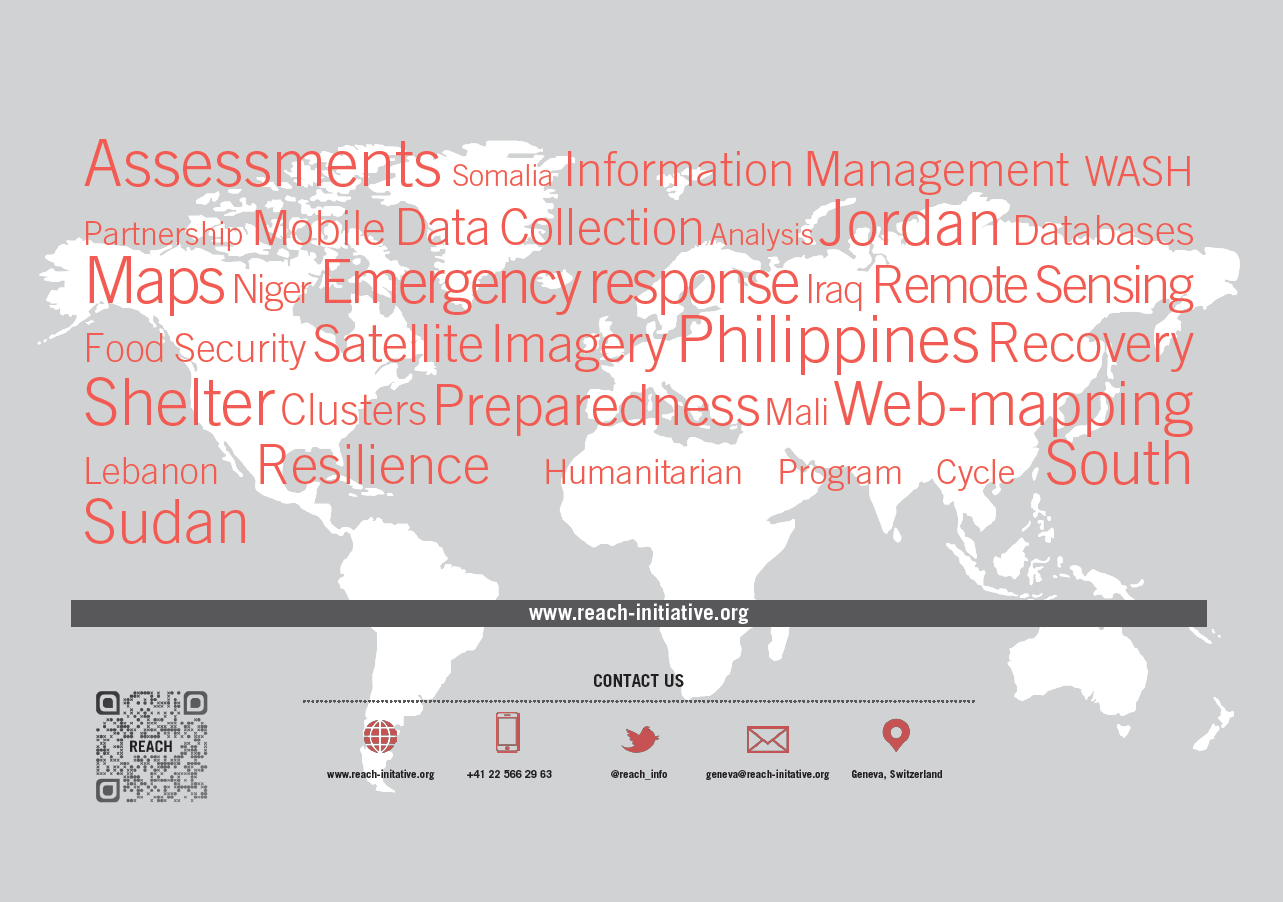 Assessments Somalia Information Management WASH
Partnership Mobile Data Collection Analysis Jordan Databases
Maps Niger Emergency response Iraq Remote Sensing
Food Security Satellite Imagery Philippines Recovery
Shelter Clusters Preparedness Mali Web-mapping
Lebanon Resilience Humanitarian Program Cycle South
Sudan
www.reach-initiative.org
CONTACT US
REACH
www.reach-initative.org +41 22 566 29 63 @reach_info geneva@reach-initative.org Geneva, Switzerland